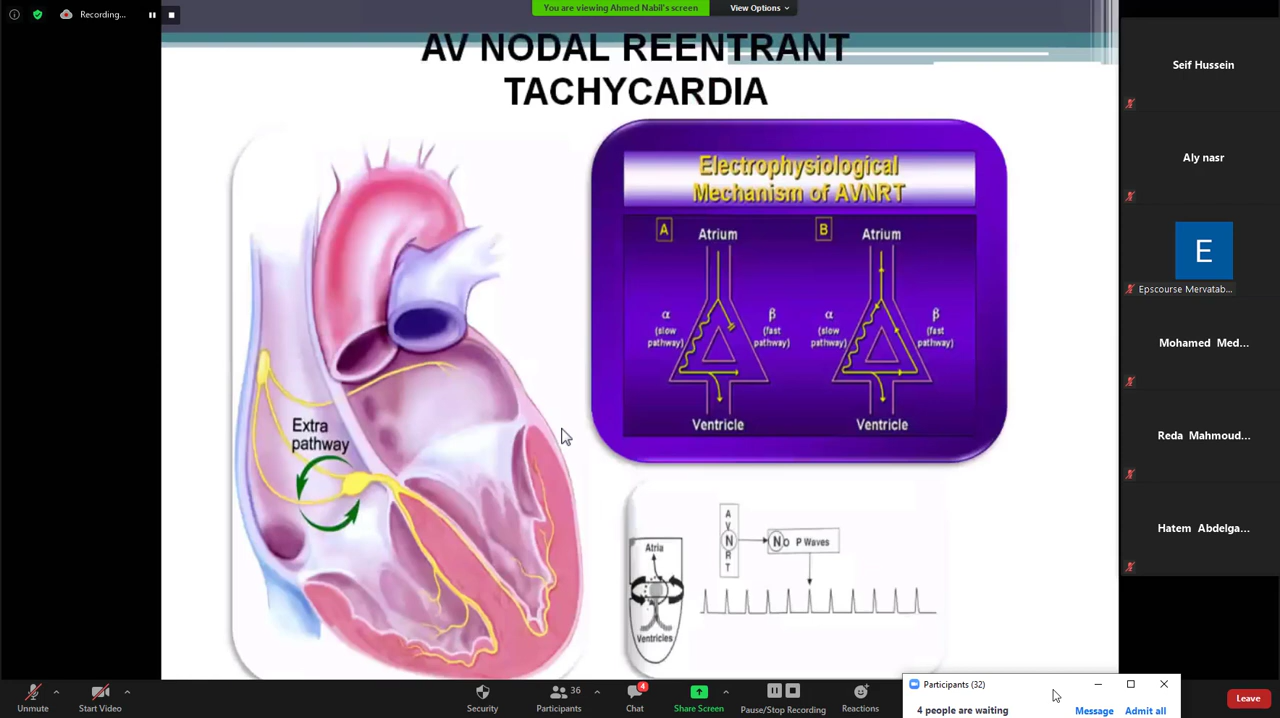 Recording...
You are viewing Ahmed Nabil's screen
View Options
AV NODAL REENTRANT
TACHYCARDIA
Extra
pathway
Electrophysiological
Mechanism of AVNRT
A
Atrium
α
(slow
pathway)
β
(fast
pathway)
Ventricle
B
Atrium
α
(slow
pathway)
β
(fast
pathway)
Ventricle
Atria
Ventricles
A
V
N
R
T
No P Waves
Seif Hussein
Aly nasr
E
Epscourse Mervatab...
Mohamed Med...
Reda Mahmoud...
Hatem Abdelga...
Participants (32)
4 people are waiting
Message
Admit all
Unmute
Start Video
Security
36
Participants
4
Chat
Share Screen
Pause/Stop Recording
Reactions
Leave